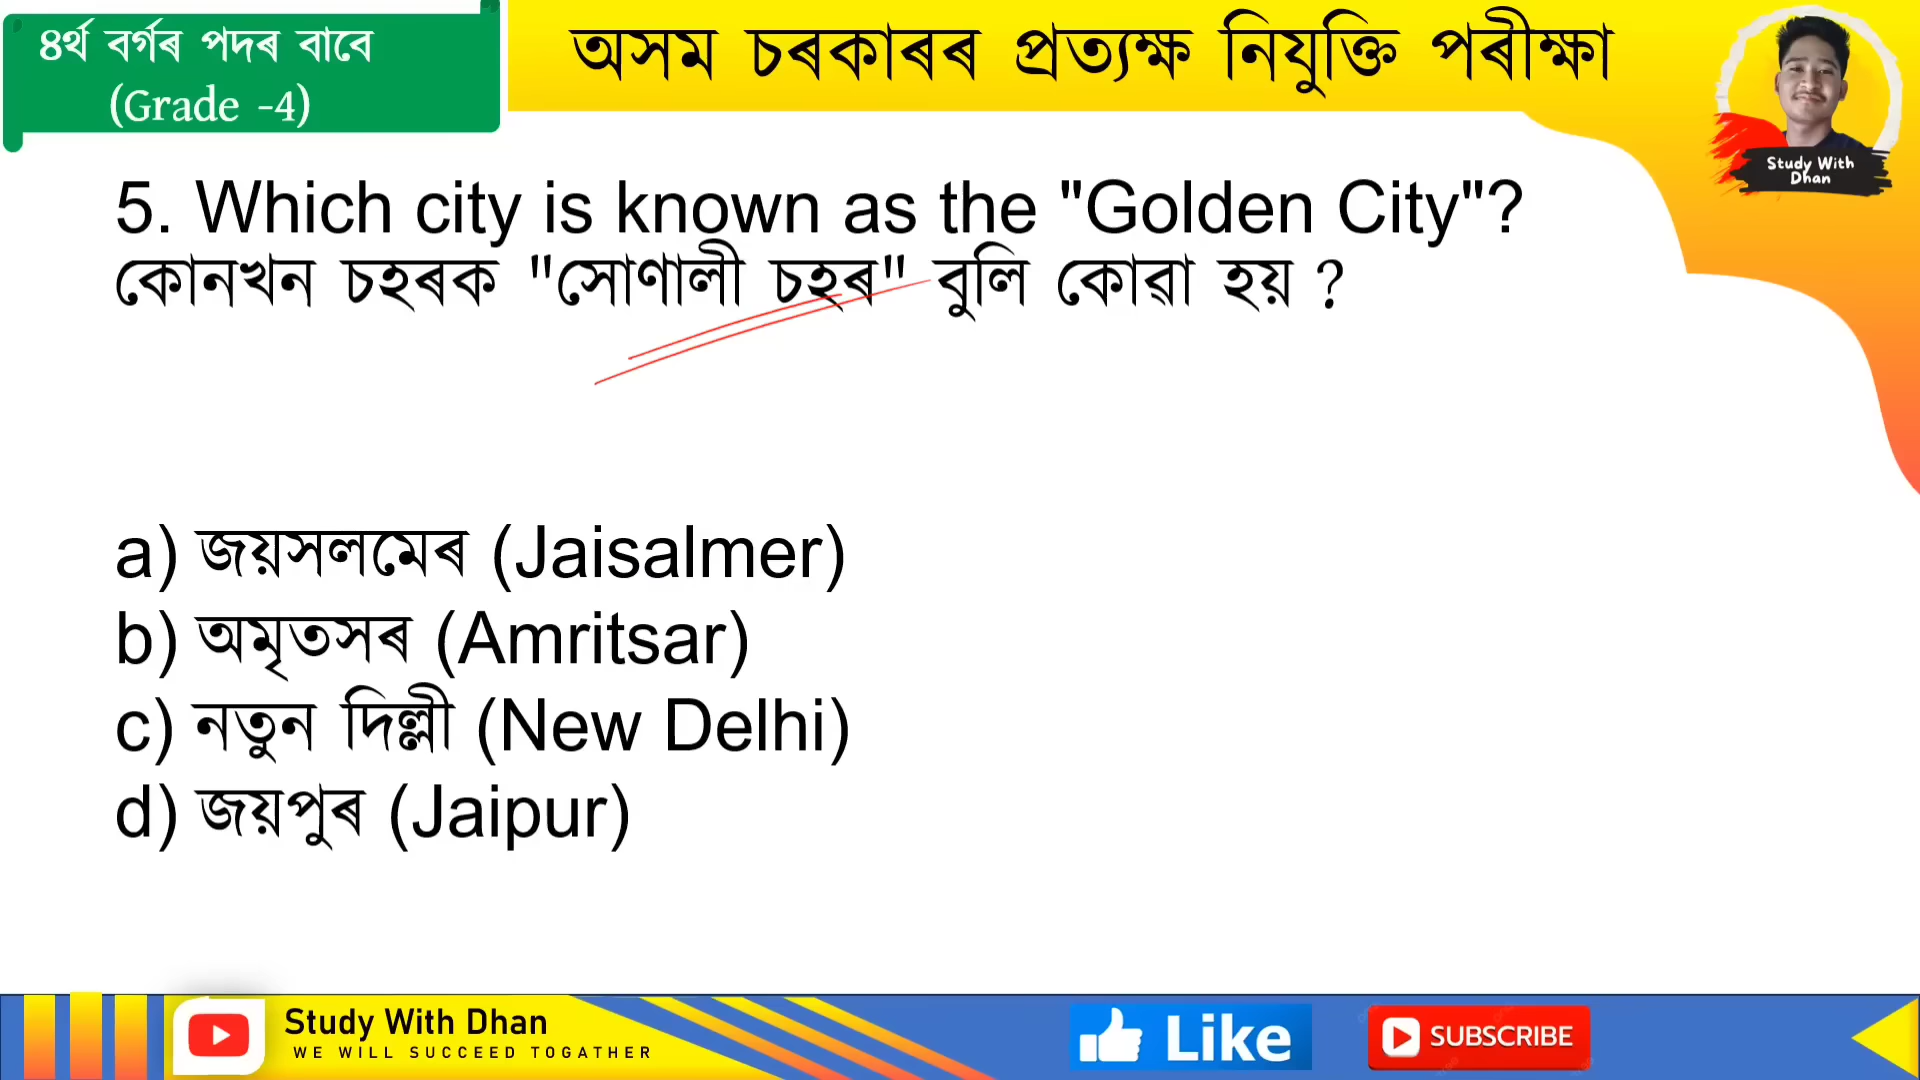 ৪ৰ্থ বৰ্গৰ পদৰ বাবে
(Grade -4)
অসম চৰকাৰৰ প্ৰত্যক্ষ নিযুক্তি পৰীক্ষা
Study With
Dhan
5. Which city is known as the "Golden City"?
কোনখন চহৰক "সোণালী চহৰ" বুলি কোৱা হয় ?
a) জয়সলমেৰ (Jaisalmer)
b) অমৃতসৰ (Amritsar)
c) নতুন দিল্লী (New Delhi)
d) জয়পুৰ (Jaipur)
Study With Dhan
WE WILL SUCCEED TOGATHER
Like
SUBSCRIBE